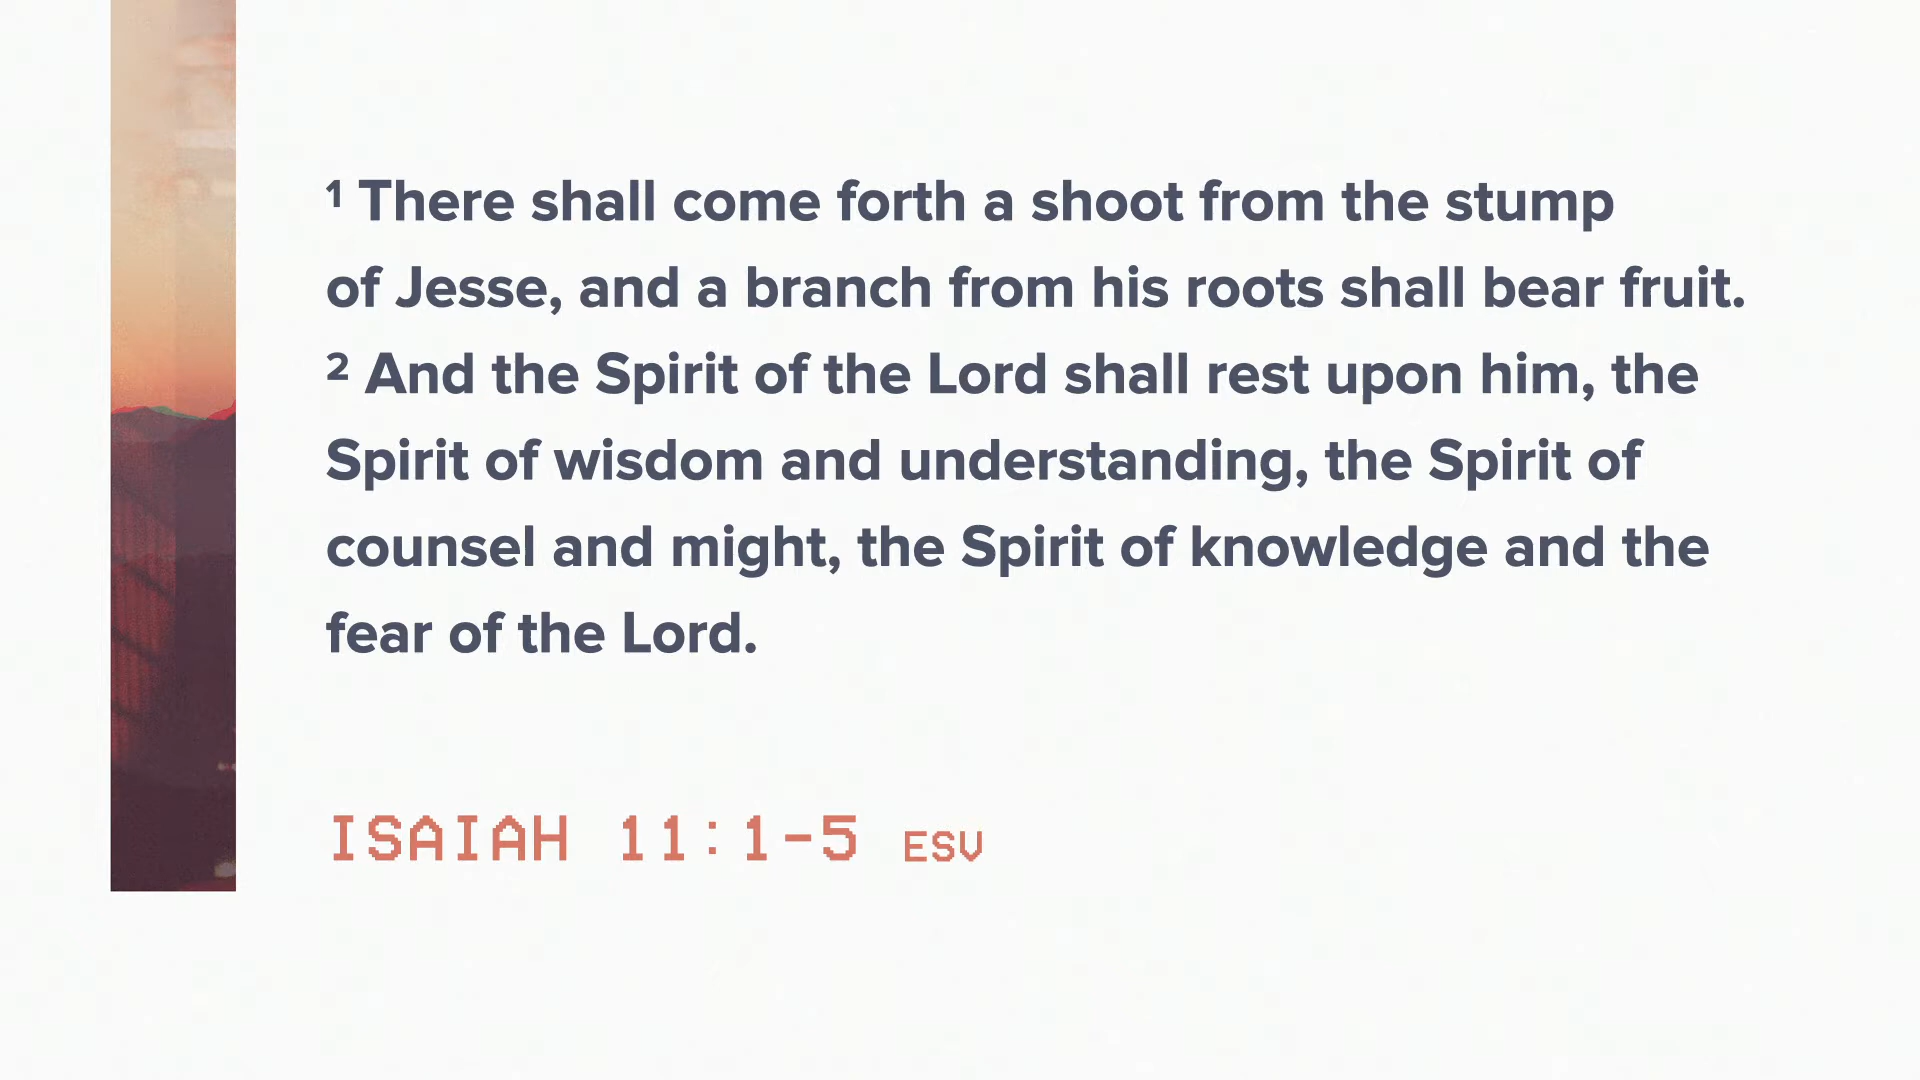 ¹ There shall come forth a shoot from the stump
of Jesse, and a branch from his roots shall bear fruit.
² And the Spirit of the Lord shall rest upon him, the
Spirit of wisdom and understanding, the Spirit of
counsel and might, the Spirit of knowledge and the
fear of the Lord.
ISAIAH 11:1-5 ESV